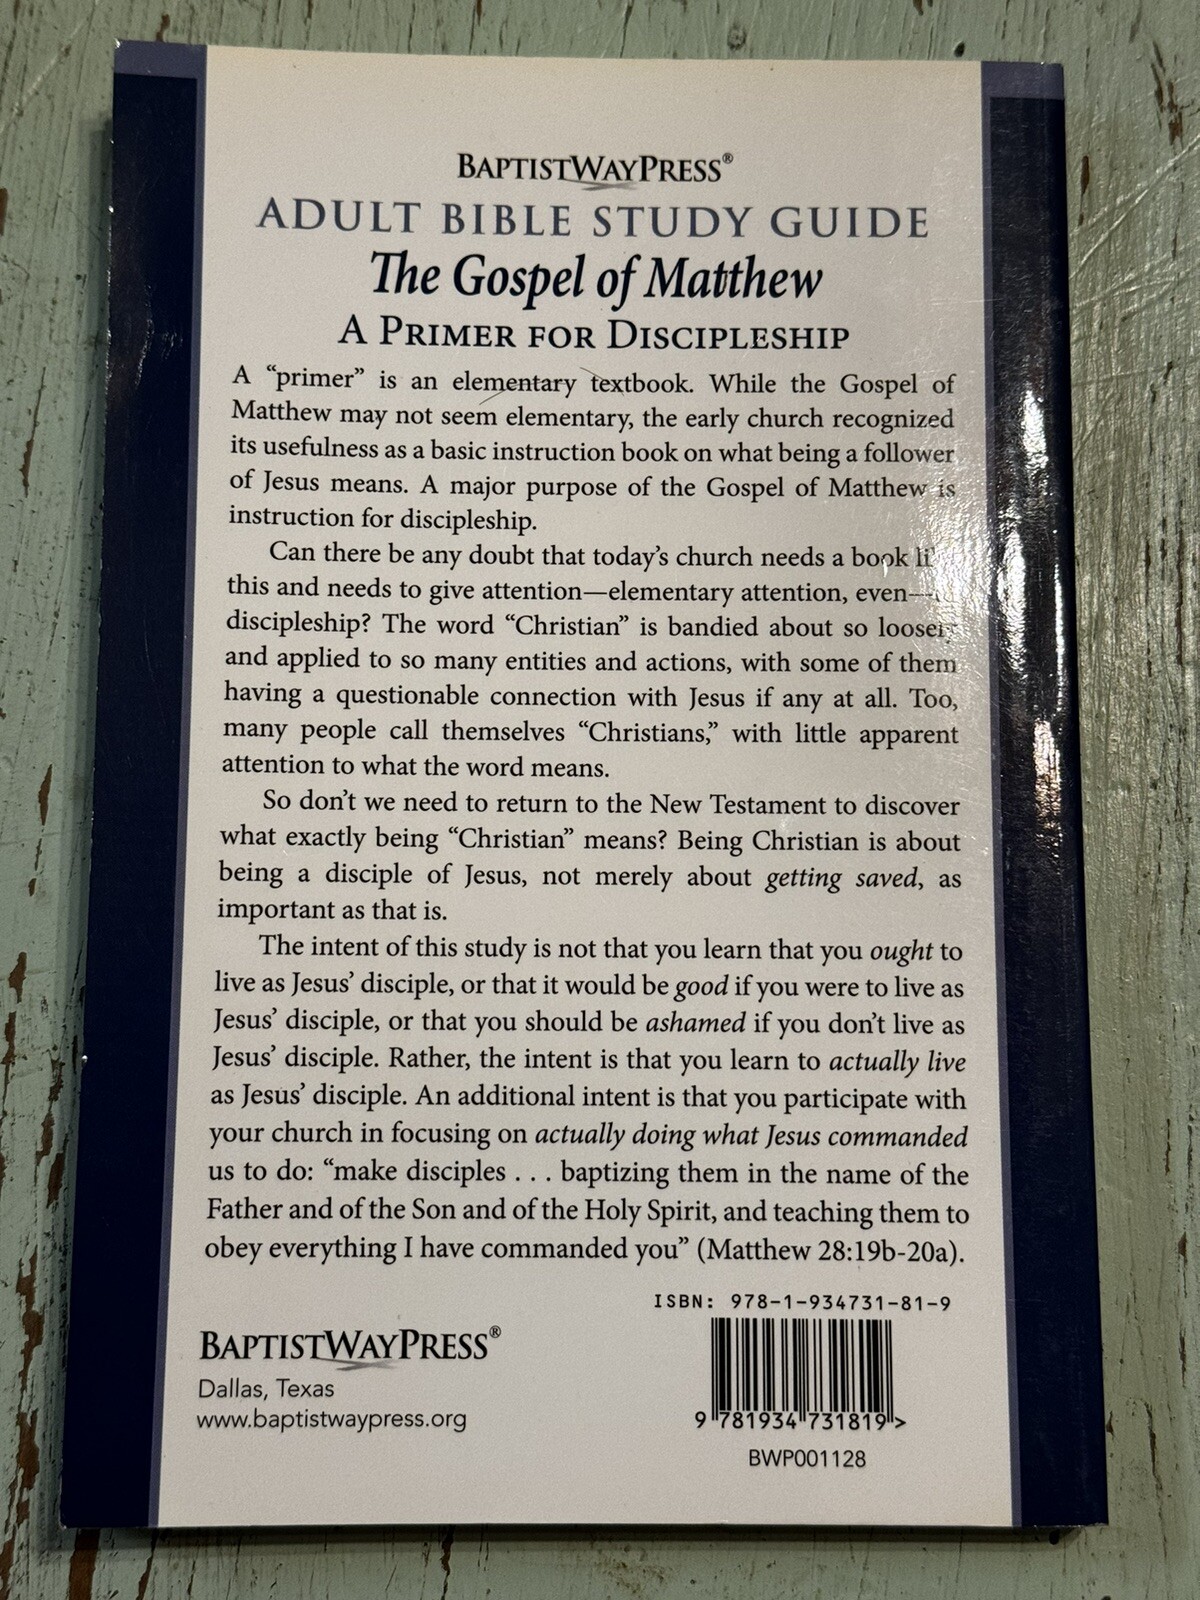 BAPTISTWAYPRESS®
ADULT BIBLE STUDY GUIDE
The Gospel of Matthew
A PRIMER FOR DISCIPLESHIP
A “primer” is an elementary textbook. While the Gospel of
Matthew may not seem elementary, the early church recognized
its usefulness as a basic instruction book on what being a follower
of Jesus means. A major purpose of the Gospel of Matthew is
instruction for discipleship.
Can there be any doubt that today’s church needs a book
this and needs to give attention—elementary attention, even—
discipleship? The word “Christian” is bandied about so loosely
and applied to so many entities and actions, with some of them
having a questionable connection with Jesus if any at all. Too,
many people call themselves “Christians,” with little apparent
attention to what the word means.
So don’t we need to return to the New Testament to discover
what exactly being “Christian” means? Being Christian is about
being a disciple of Jesus, not merely about getting saved, as
important as that is.
The intent of this study is not that you learn that you ought to
live as Jesus’ disciple, or that it would be good if you were to live as
Jesus’ disciple, or that you should be ashamed if you don’t live as
Jesus’ disciple. Rather, the intent is that you learn to actually live
as Jesus’ disciple. An additional intent is that you participate with
your church in focusing on actually doing what Jesus commanded
us to do: “make disciples . . . baptizing them in the name of the
Father and of the Son and of the Holy Spirit, and teaching them to
obey everything I have commanded you” (Matthew 28:19b-20a).
ISBN: 978-1-934731-81-9
BAPTISTWAYPRESS®
Dallas, Texas
www.baptistwaypress.org
9 781934 731819 >
BWP001128